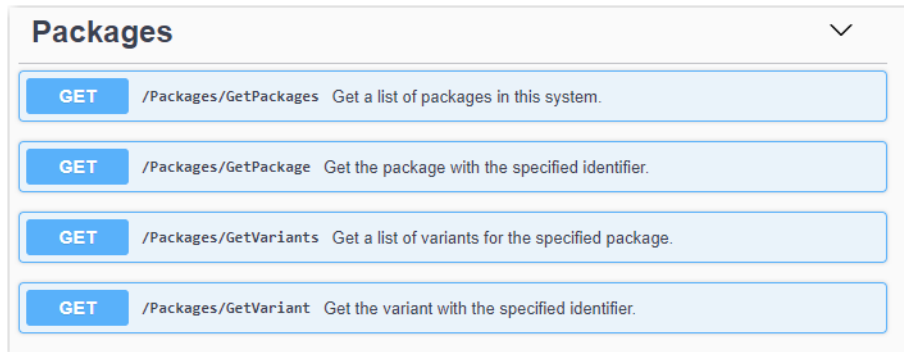 Packages
GET /Packages/GetPackages Get a list of packages in this system.
GET /Packages/GetPackage Get the package with the specified identifier.
GET /Packages/GetVariants Get a list of variants for the specified package.
GET /Packages/GetVariant Get the variant with the specified identifier.